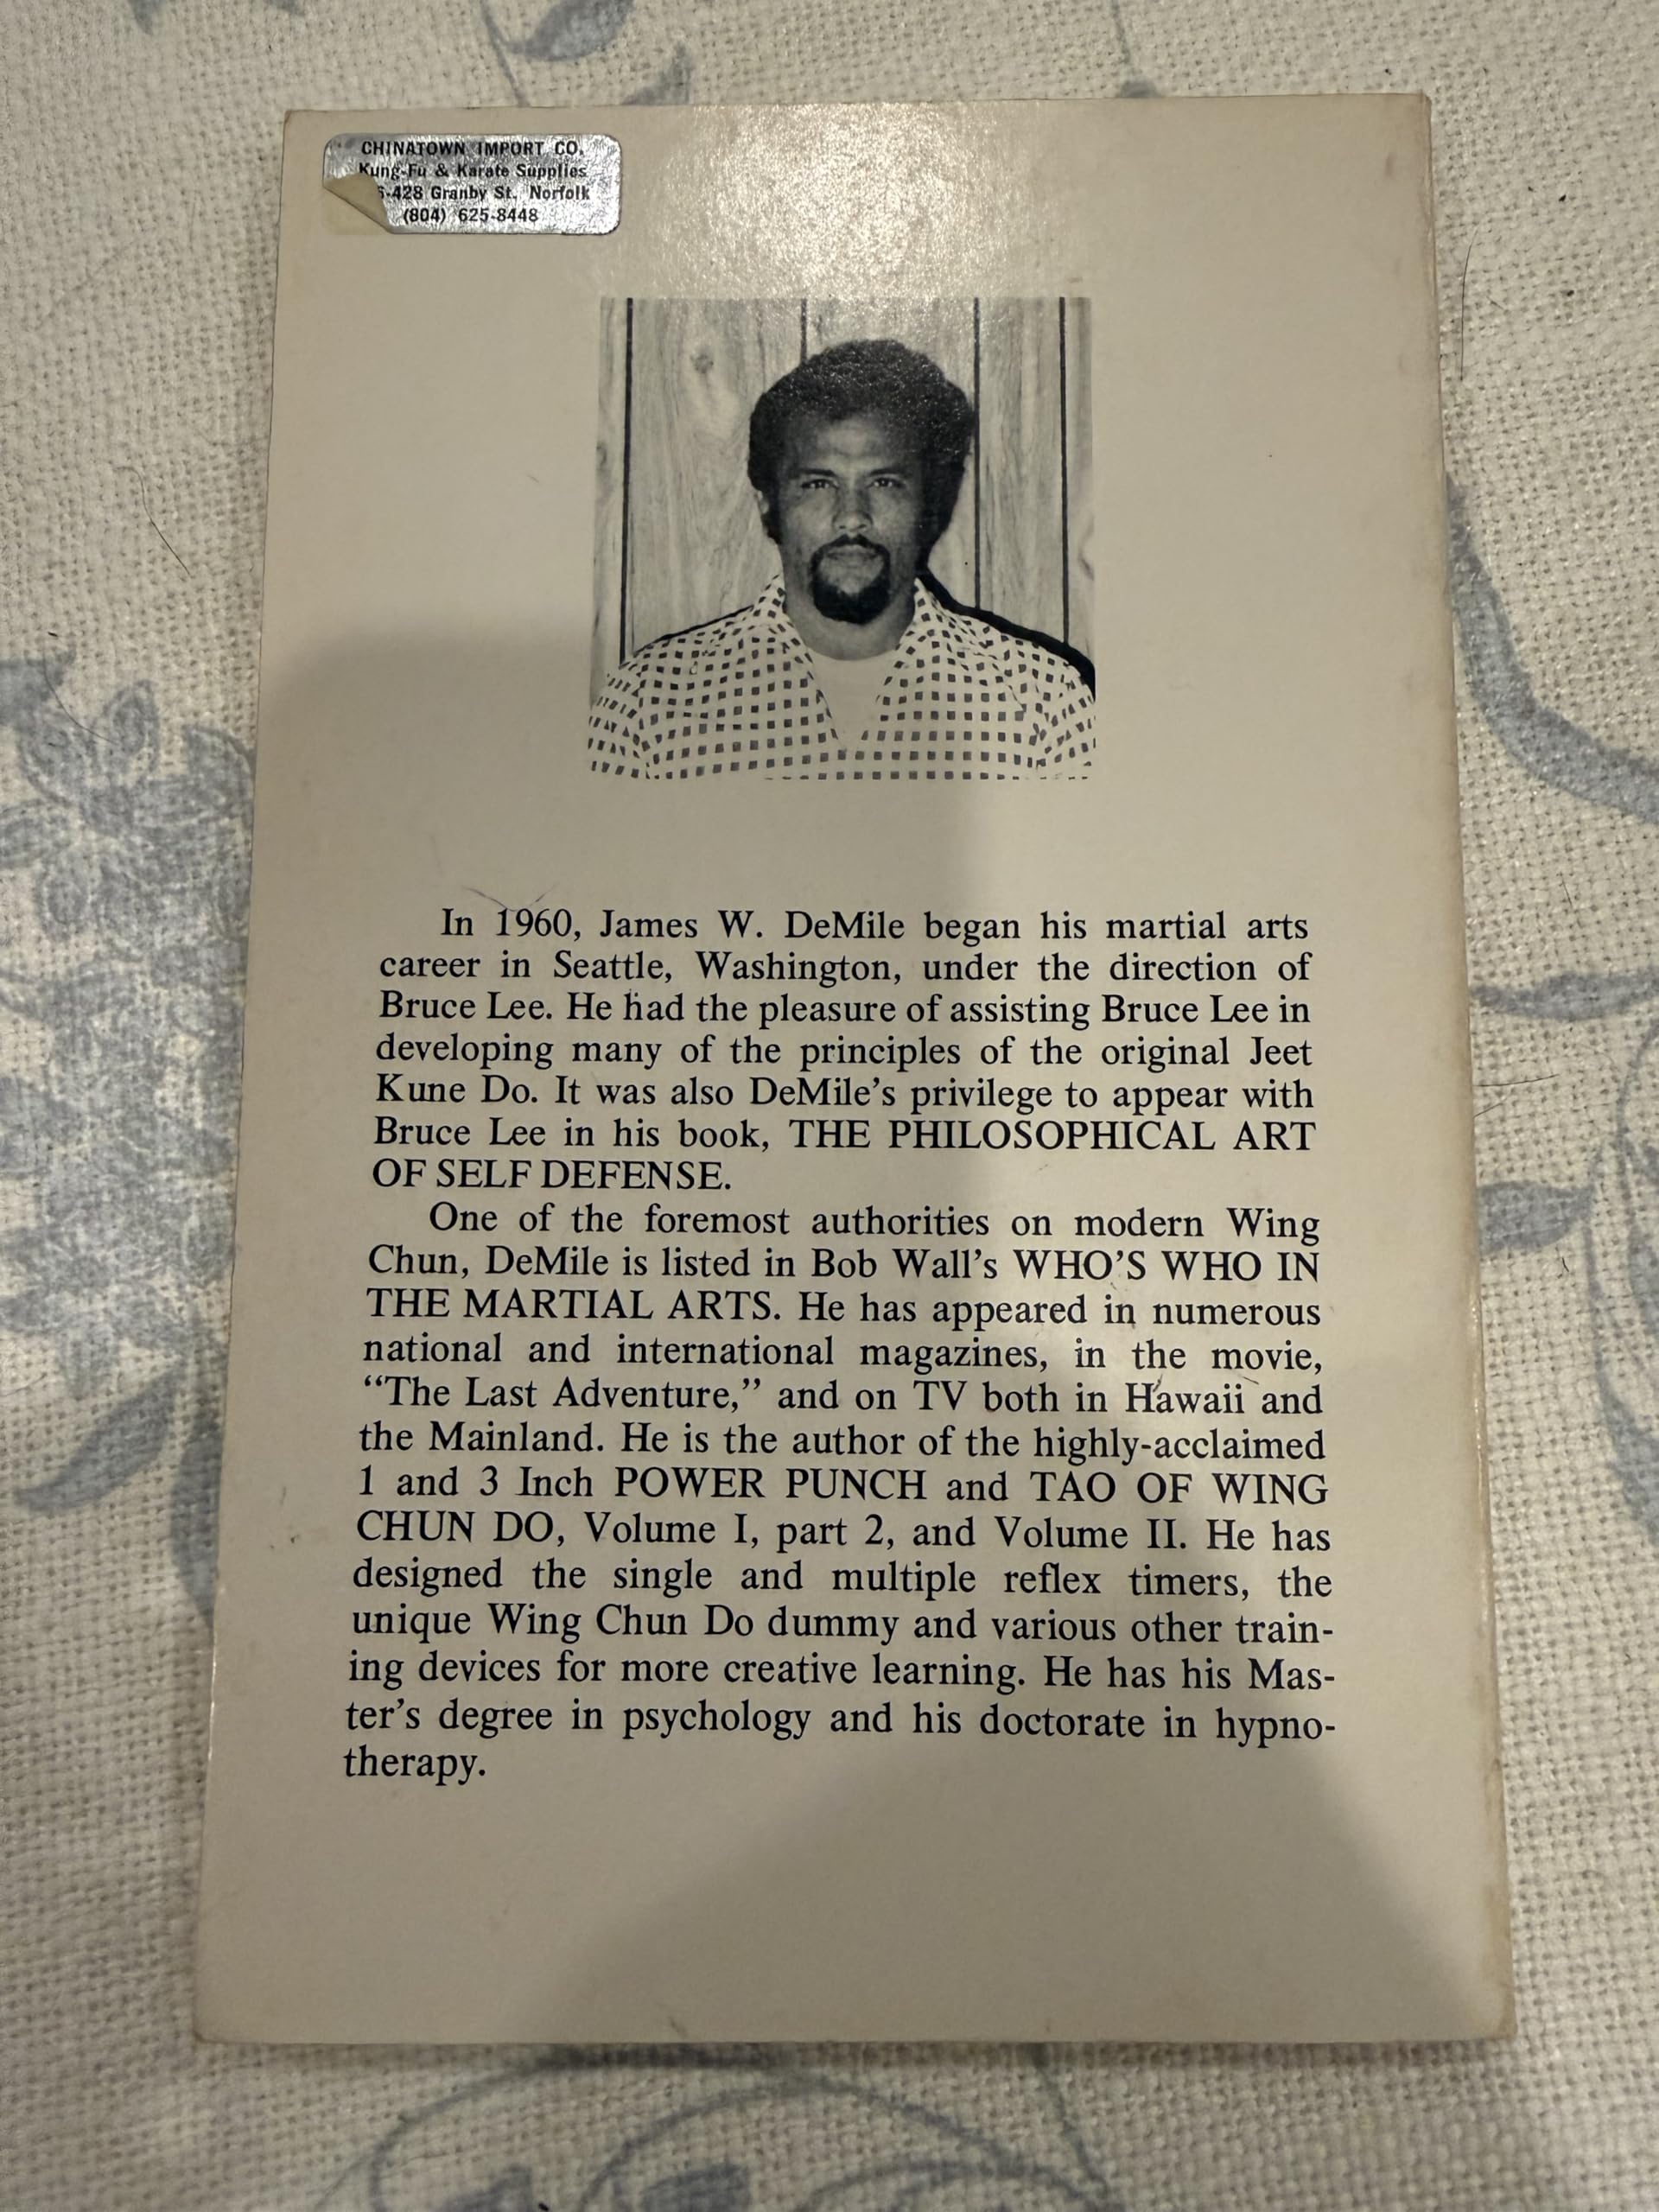 CHINATOWN IMPORT CO.
Kung-Fu & Karate Supplies
6-428 Granby St. Norfolk
(804) 625-8448
In 1960, James W. DeMile began his martial arts
career in Seattle, Washington, under the direction of
Bruce Lee. He had the pleasure of assisting Bruce Lee in
developing many of the principles of the original Jeet
Kune Do. It was also DeMile’s privilege to appear with
Bruce Lee in his book, THE PHILOSOPHICAL ART
OF SELF DEFENSE.
One of the foremost authorities on modern Wing
Chun, DeMile is listed in Bob Wall’s WHO’S WHO IN
THE MARTIAL ARTS. He has appeared in numerous
national and international magazines, in the movie,
“The Last Adventure,” and on TV both in Hawaii and
the Mainland. He is the author of the highly-acclaimed
1 and 3 Inch POWER PUNCH and TAO OF WING
CHUN DO, Volume I, part 2, and Volume II. He has
designed the single and multiple reflex timers, the
unique Wing Chun Do dummy and various other train-
ing devices for more creative learning. He has his Mas-
ter’s degree in psychology and his doctorate in hypno-
therapy.